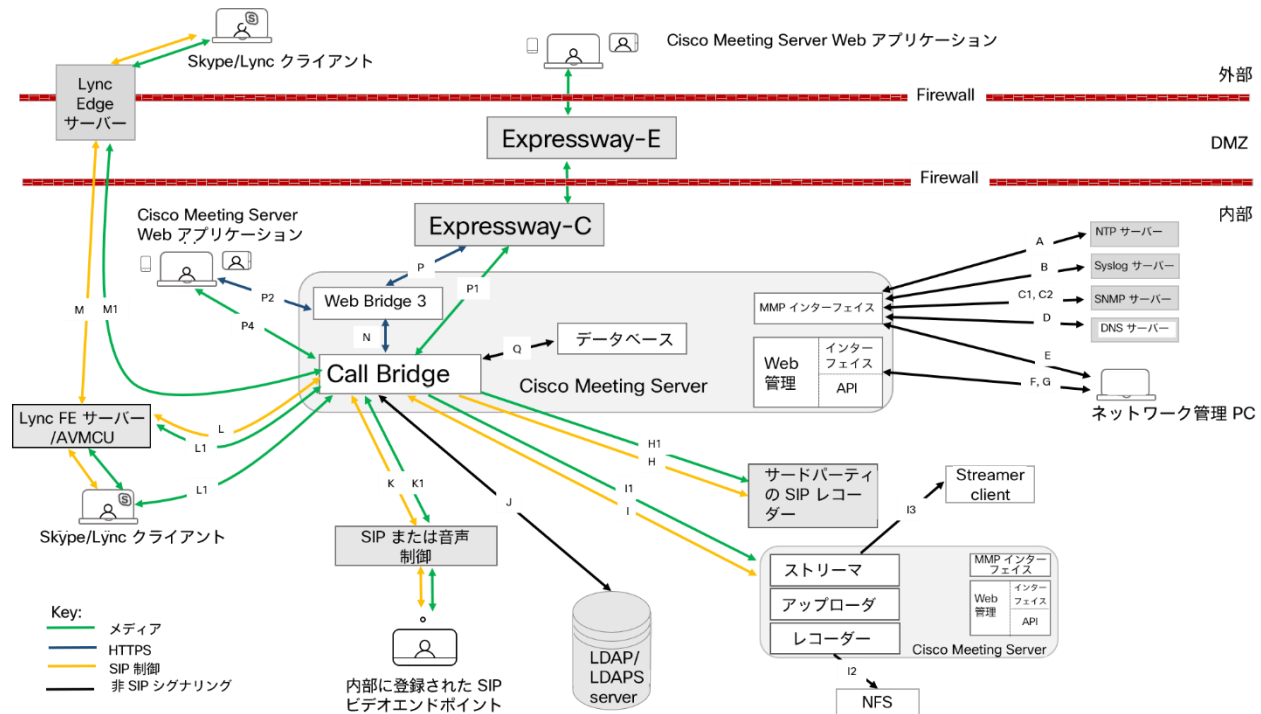 Skype/Lync クライアント
Cisco Meeting Server Web アプリケーション
外部
Lync
Edge
サーバー
Firewall
Expressway-E
DMZ
Firewall
内部
Cisco Meeting Server
Web アプリケーション
Expressway-C
NTP サーバー
Syslog サーバー
SNMP サーバー
DNS サーバー
A
B
C1, C2
D
E
F, G
P
P1
P2
P4
M
M1
N
Q
Web Bridge 3
Call Bridge
データベース
Cisco Meeting Server
MMP インターフェイス
Web
管理
インター
フェイス
API
ネットワーク管理 PC
Lync FE サーバー
/AVMCU
L
L1
L1
K
K1
J
H1
H
I1
I
Skype/Lync クライアント
SIP または音声
制御
サードパーティ
の SIP レコー
ダー
Streamer
client
I3
ストリーマ
アップローダ
レコーダー
MMP インター
フェイス
Web
管理
インター
フェイス
API
Cisco Meeting Server
I2
NFS
LDAP/
LDAPS
server
内部に登録された SIP
ビデオエンドポイント
Key:
メディア
HTTPS
SIP 制御
非 SIP シグナリング